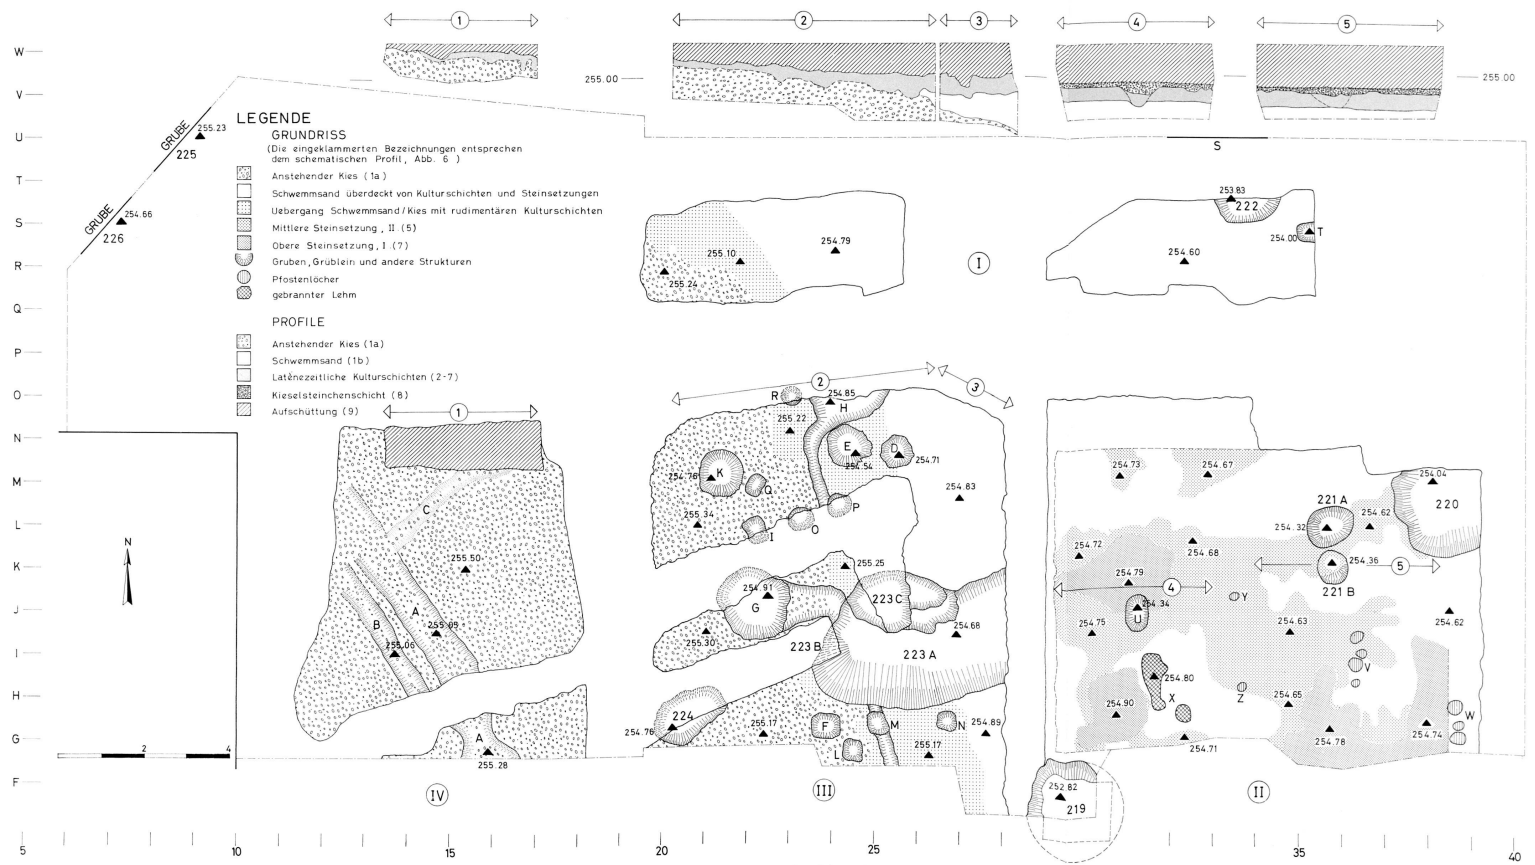 1
2
3
4
5
W
V
U
T
S
R
Q
P
O
N
M
L
K
J
I
H
G
F
255.00
255.00
S
GRUBE
225
255.23
GRUBE
226
254.66
LEGENDE
GRUNDRISS
(Die eingeklammerten Bezeichnungen entsprechen
dem schematischen Profil, Abb. 6 )
Anstehender Kies (1a)
Schwemmsand überdeckt von Kulturschichten und Steinsetzungen
Uebergang Schwemmsand/Kies mit rudimentären Kulturschichten
Mittlere Steinsetzung, II (5)
Obere Steinsetzung, I (7)
Gruben, Grüblein und andere Strukturen
Pfostenlöcher
gebrannter Lehm
PROFILE
Anstehender Kies (1a)
Schwemmsand (1b)
Latènezeitliche Kulturschichten (2-7)
Kieselsteinchenschicht (8)
Aufschüttung (9)
255.24
255.10
254.79
I
253.83
222
254.00
T
254.60
1
C
255.50
A
B
255.95
255.06
A
255.28
IV
N
2 4
2
3
R
254.85
H
255.22
E
254.54
D
254.71
K
254.76
Q
254.83
P
O
I
255.34
255.25
254.91
G
223 C
255.30
254.68
223 B
223 A
224
254.76
255.17
F
M
N
254.89
L
255.17
III
254.73
254.67
254.04
220
221 A
254.62
254.32
254.68
254.72
254.36
5
221 B
254.79
4
254.34
U
Y
254.75
254.63
254.62
V
254.80
X
Z
254.65
254.90
W
254.71
254.78
254.74
252.82
219
II
5 10 15 20 25 35 40